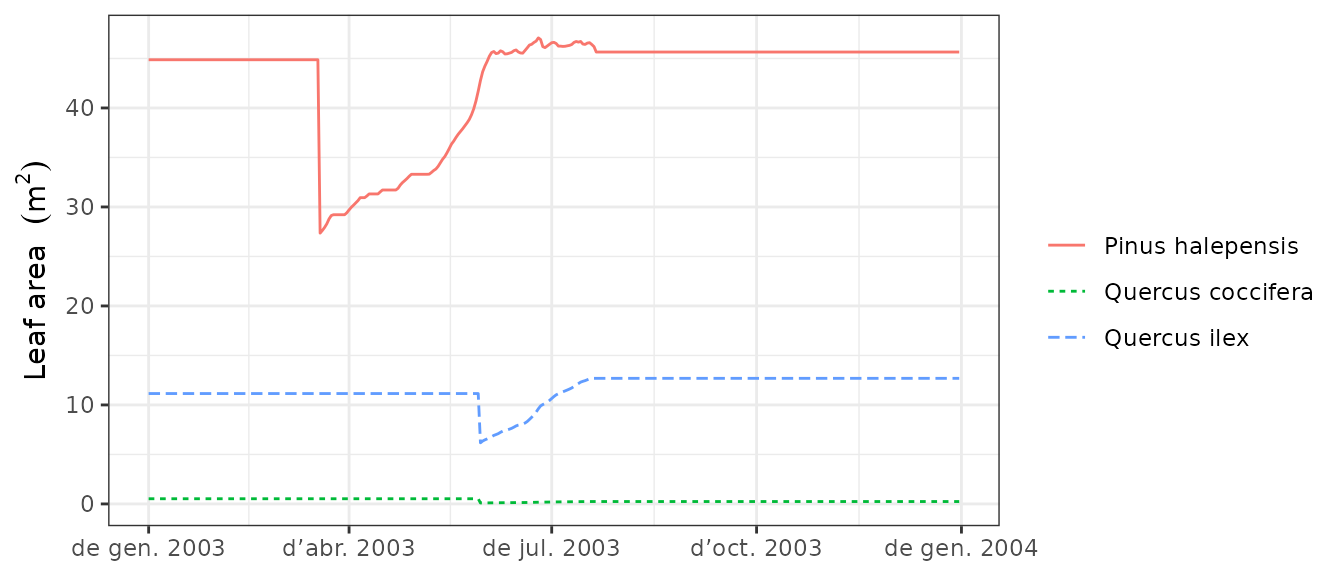 Leaf area (m²)
40
30
20
10
0
de gen. 2003
d’abr. 2003
de jul. 2003
d’oct. 2003
de gen. 2004
Pinus halepensis
Quercus coccifera
Quercus ilex